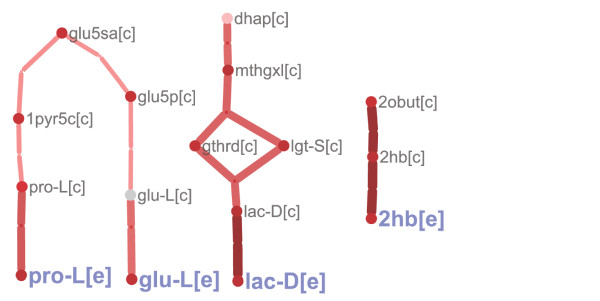 dhap[c]
glu5sa[c]
mthgxl[c]
glu5p[c]
2obut[c]
1pyr5c[c]
gthrd[c]
lgt-S[c]
2hb[c]
pro-L[c]
glu-L[c]
lac-D[c]
2hb[e]
pro-L[e]
glu-L[e]
lac-D[e]